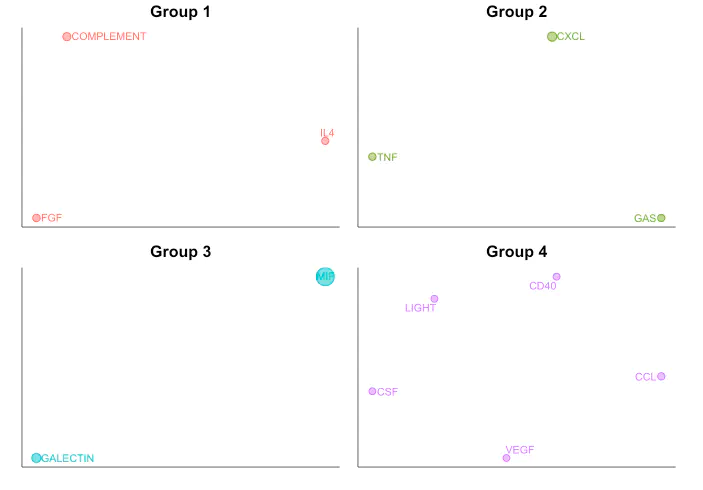 Group 1
COMPLEMENT
IL4
FGF
Group 2
CXCL
TNF
GAS
Group 3
MIF
GALECTIN
Group 4
CD40
LIGHT
CCL
CSF
VEGF